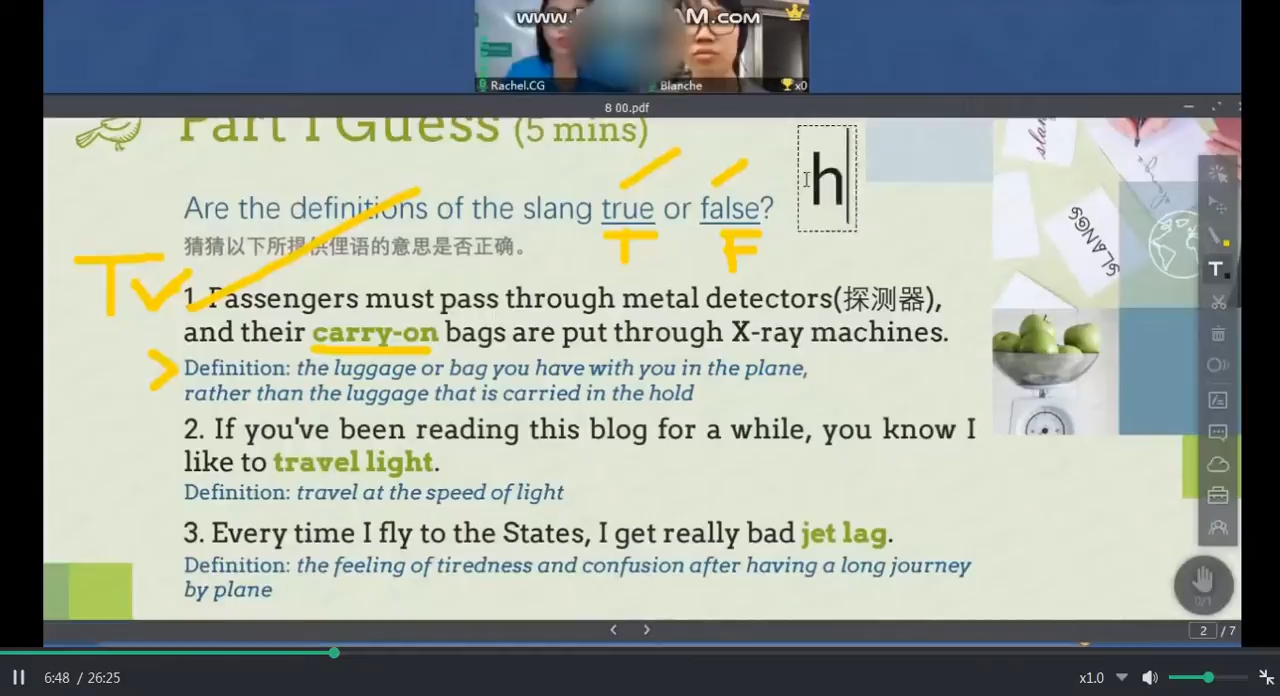 www.
AM.COM
Rachel.CG
Blanche
x0
8 00.pdf
Part 1 Guess (5 mins)
h
slang
SLANGS
Are the definitions of the slang true or false?
T F
猜猜以下所提供俚语的意思是否正确。
T
1. Passengers must pass through metal detectors(探测器),
and their carry-on bags are put through X-ray machines.
Definition: the luggage or bag you have with you in the plane,
rather than the luggage that is carried in the hold
2. If you've been reading this blog for a while, you know I
like to travel light.
Definition: travel at the speed of light
3. Every time I fly to the States, I get really bad jet lag.
Definition: the feeling of tiredness and confusion after having a long journey
by plane
T
0/1
2 / 7
6:48 / 26:25
x1.0